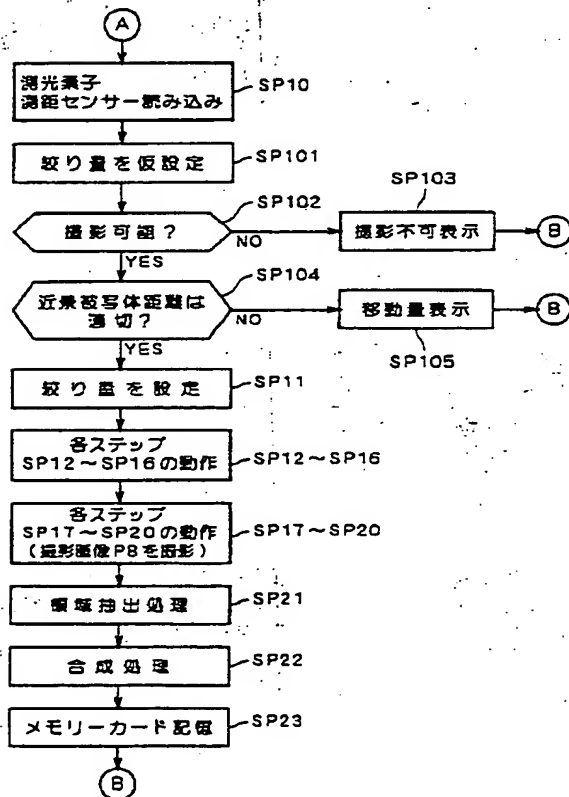 A
測光素子
測距センサー読み込み
SP10
絞り量を仮設定
SP101
撮影可能？
SP102
NO
SP103
撮影不可表示
B
YES
近景被写体距離は
適切？
SP104
NO
移動量表示
B
SP105
YES
絞り量を設定
SP11
各ステップ
SP12～SP16の動作
SP12～SP16
各ステップ
SP17～SP20の動作
(撮影画像P8を撮影)
SP17～SP20
領域抽出処理
SP21
合成処理
SP22
メモリーカード記憶
SP23
B